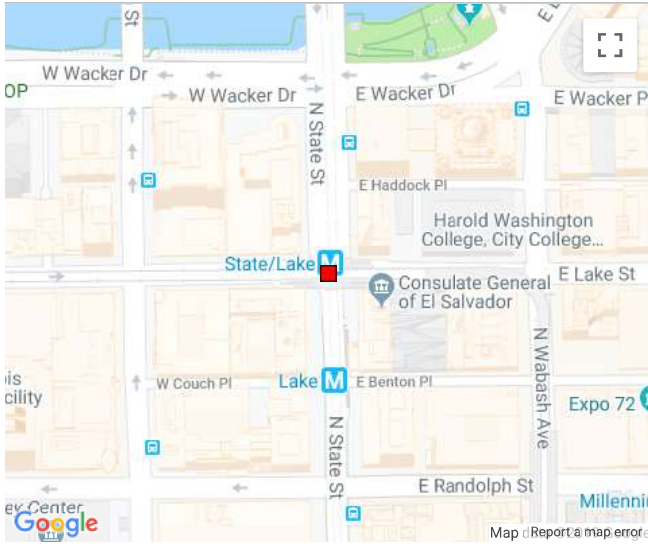 St
E L
W Wacker Dr
OP
W Wacker Dr
E Wacker Dr
E Wacker P
N State St
E Haddock Pl
Harold Washington
College, City College...
State/Lake
M
E Lake St
Consulate General
of El Salvador
N Wabash Ave
ois
cility
W Couch Pl
Lake
M
E Benton Pl
Expo 72
N State St
E Randolph St
ey Center
Millenni
Google
Map
Report a map error